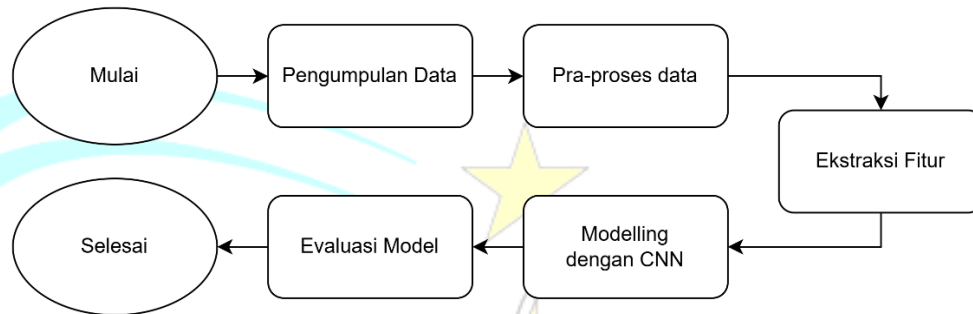 Mulai
Pengumpulan Data
Pra-proses data
Ekstraksi Fitur
Modelling
dengan CNN
Evaluasi Model
Selesai